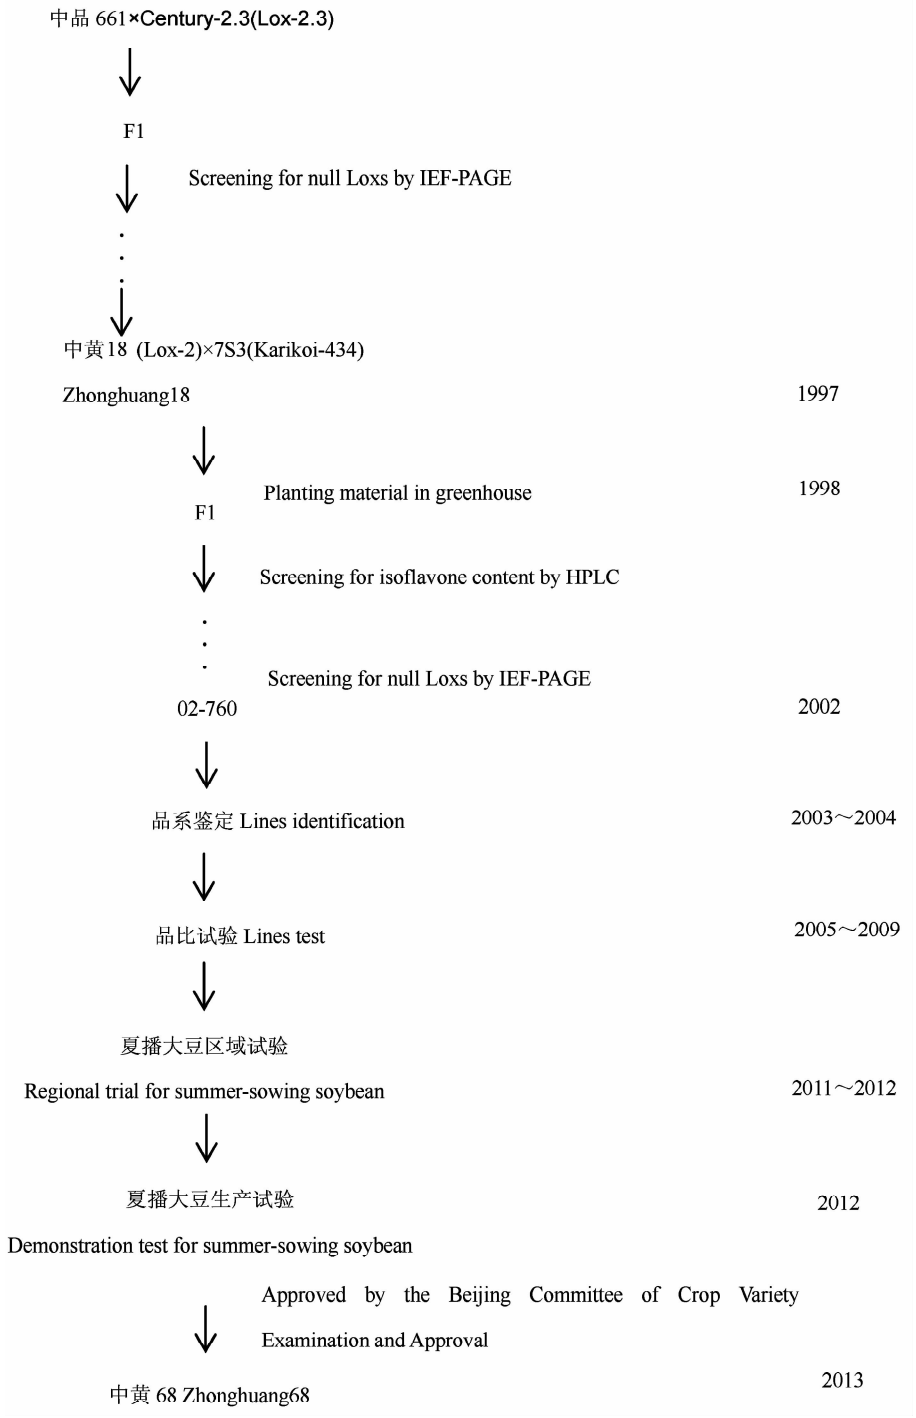 中品 661×Century-2.3(Lox-2.3)
F1
Screening for null Loxs by IEF-PAGE
中黄18 (Lox-2)×7S3(Karikoi-434)
Zhonghuang18 1997
Planting material in greenhouse 1998
F1
Screening for isoflavone content by HPLC
Screening for null Loxs by IEF-PAGE
02-760 2002
品系鉴定 Lines identification 2003～2004
品比试验 Lines test 2005～2009
夏播大豆区域试验
Regional trial for summer-sowing soybean 2011～2012
夏播大豆生产试验 2012
Demonstration test for summer-sowing soybean
Approved by the Beijing Committee of Crop Variety
Examination and Approval
中黄 68 Zhonghuang68 2013